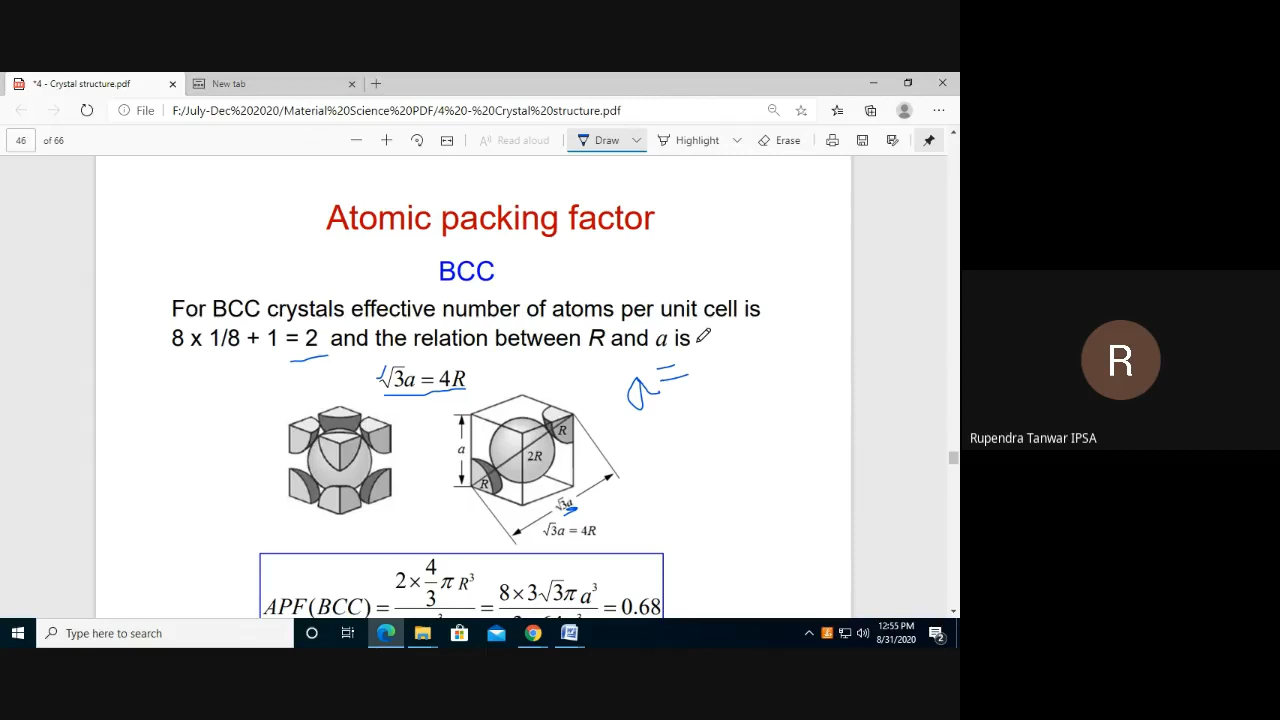 *4 - Crystal structure.pdf
New tab
File
F:/July-Dec%202020/Material%20Science%20PDF/4%20-%20Crystal%20structure.pdf
46 of 66
Read aloud
Draw
Highlight
Erase
Atomic packing factor
BCC
For BCC crystals effective number of atoms per unit cell is
8 x 1/8 + 1 = 2 and the relation between R and a is
√3a = 4R
a =
a
R
2R
R
√3a
√3a = 4R
APF(BCC) = 2 × 4/3 π R³ = 8 × 3√3π a³ = 0.68
Rupendra Tanwar IPSA
R
Type here to search
12:55 PM
8/31/2020
2